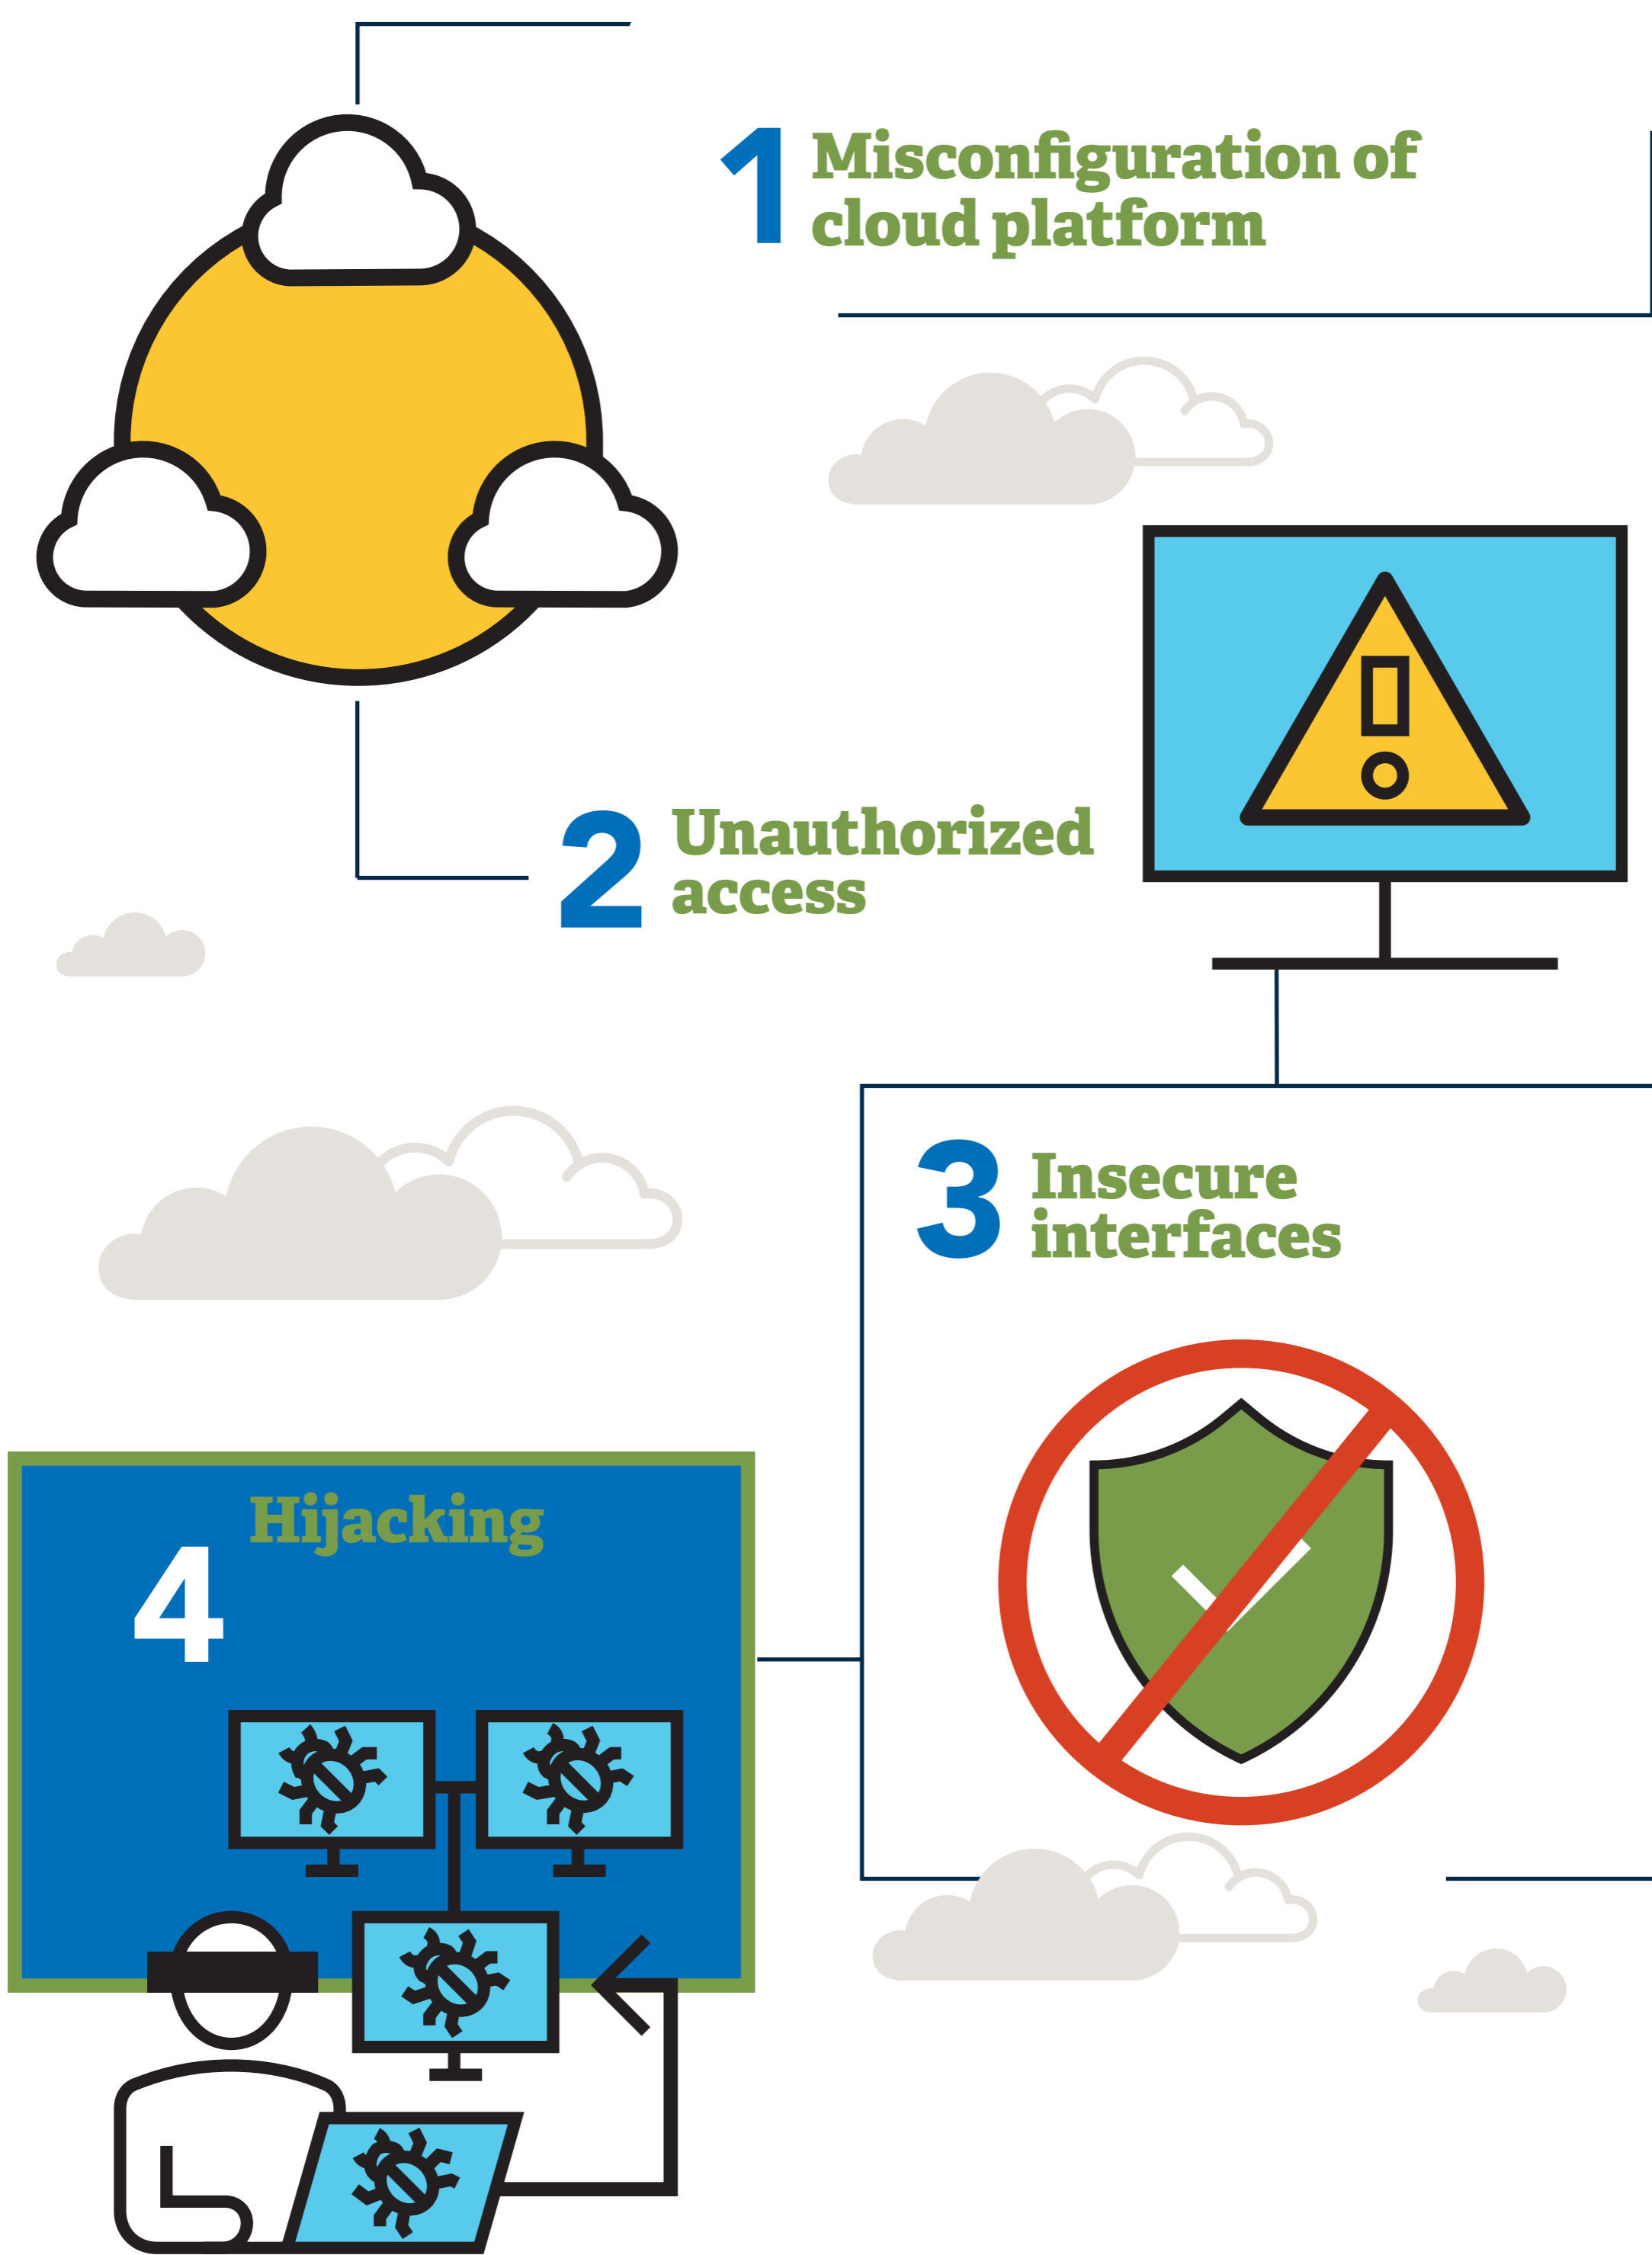 1 Misconfiguration of
cloud platform
2 Unauthorized
access
3 Insecure
interfaces
4 Hijacking